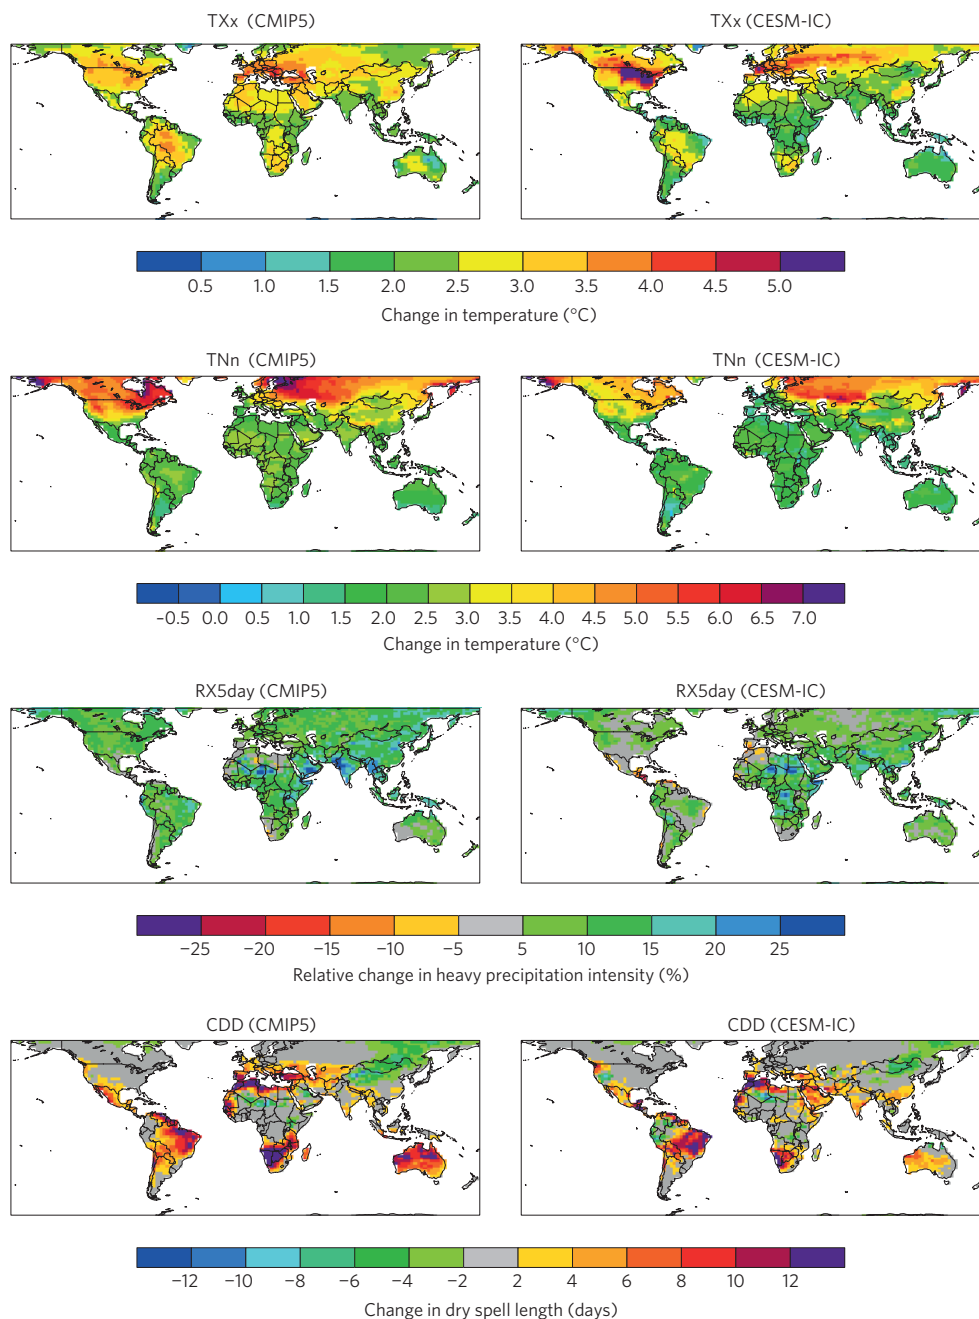 TXx (CMIP5)
TXx (CESM-IC)
0.5 1.0 1.5 2.0 2.5 3.0 3.5 4.0 4.5 5.0
Change in temperature (°C)
TNn (CMIP5)
TNn (CESM-IC)
−0.5 0.0 0.5 1.0 1.5 2.0 2.5 3.0 3.5 4.0 4.5 5.0 5.5 6.0 6.5 7.0
Change in temperature (°C)
RX5day (CMIP5)
RX5day (CESM-IC)
−25 −20 −15 −10 −5 5 10 15 20 25
Relative change in heavy precipitation intensity (%)
CDD (CMIP5)
CDD (CESM-IC)
−12 −10 −8 −6 −4 −2 2 4 6 8 10 12
Change in dry spell length (days)